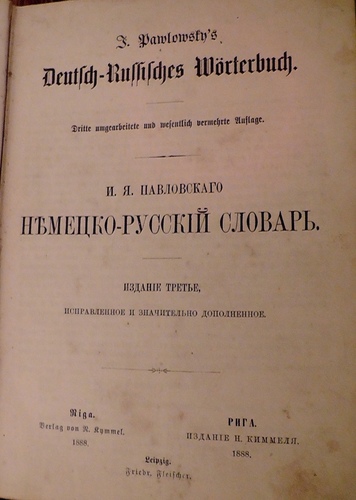 J. Pawlowsky's
Deutsch-Russisches Wörterbuch.
Dritte umgearbeitete und wesentlich vermehrte Auflage.
И. Я. ПАВЛОВСКАГО
НѢМЕЦКО-РУССКІЙ СЛОВАРЬ.
ИЗДАНІЕ ТРЕТЬЕ,
ИСПРАВЛЕННОЕ И ЗНАЧИТЕЛЬНО ДОПОЛНЕННОЕ.
Riga.
Verlag von N. Kymmel.
1888.
РИГА.
ИЗДАНІЕ Н. КИММЕЛЯ.
1888.
Leipzig.
Friedr. Fleischer.